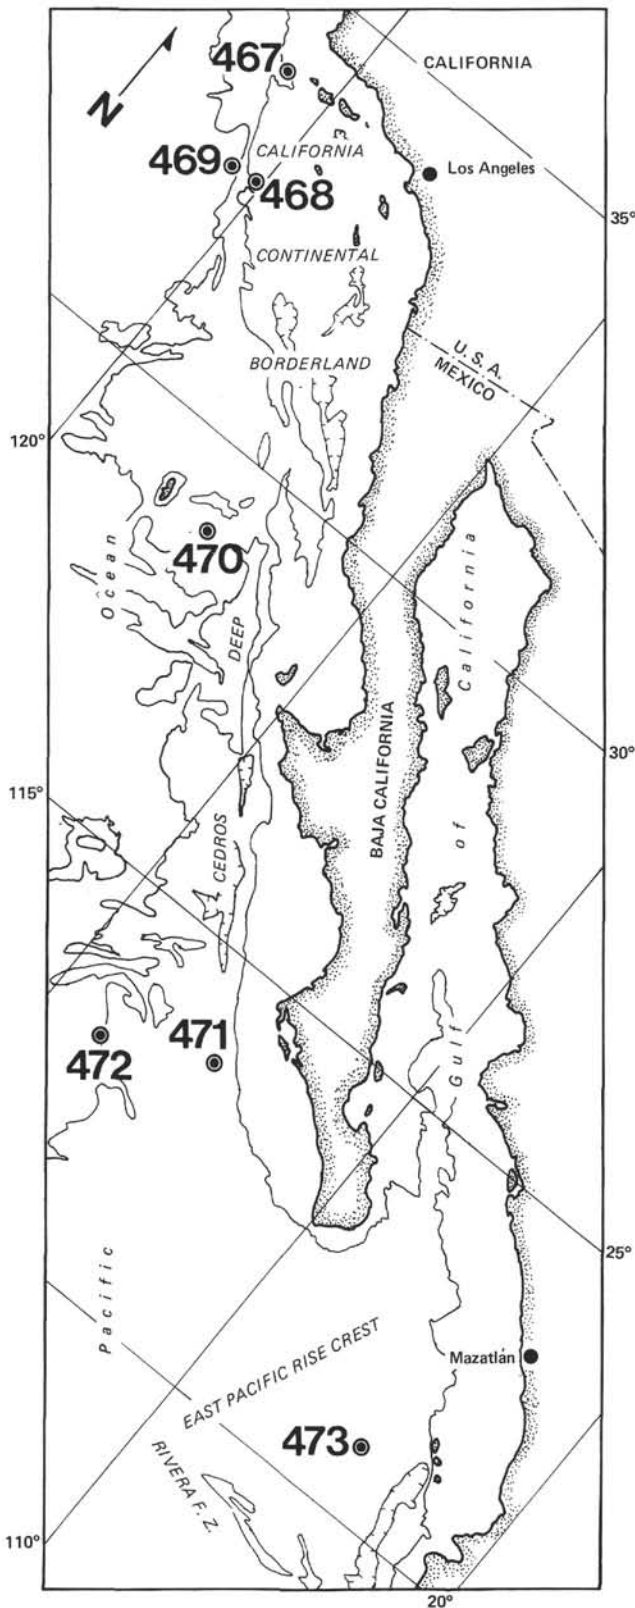 467
CALIFORNIA
N
469
CALIFORNIA
Los Angeles
468
35°
CONTINENTAL
U.S.A.
MEXICO
BORDERLAND
120°
470
Ocean
California
DEEP
BAJA CALIFORNIA
30°
115°
of
CEDROS
471
472
Gulf
25°
Pacific
EAST PACIFIC RISE CREST
Mazatlán
473
RIVERA F. Z.
110°
20°